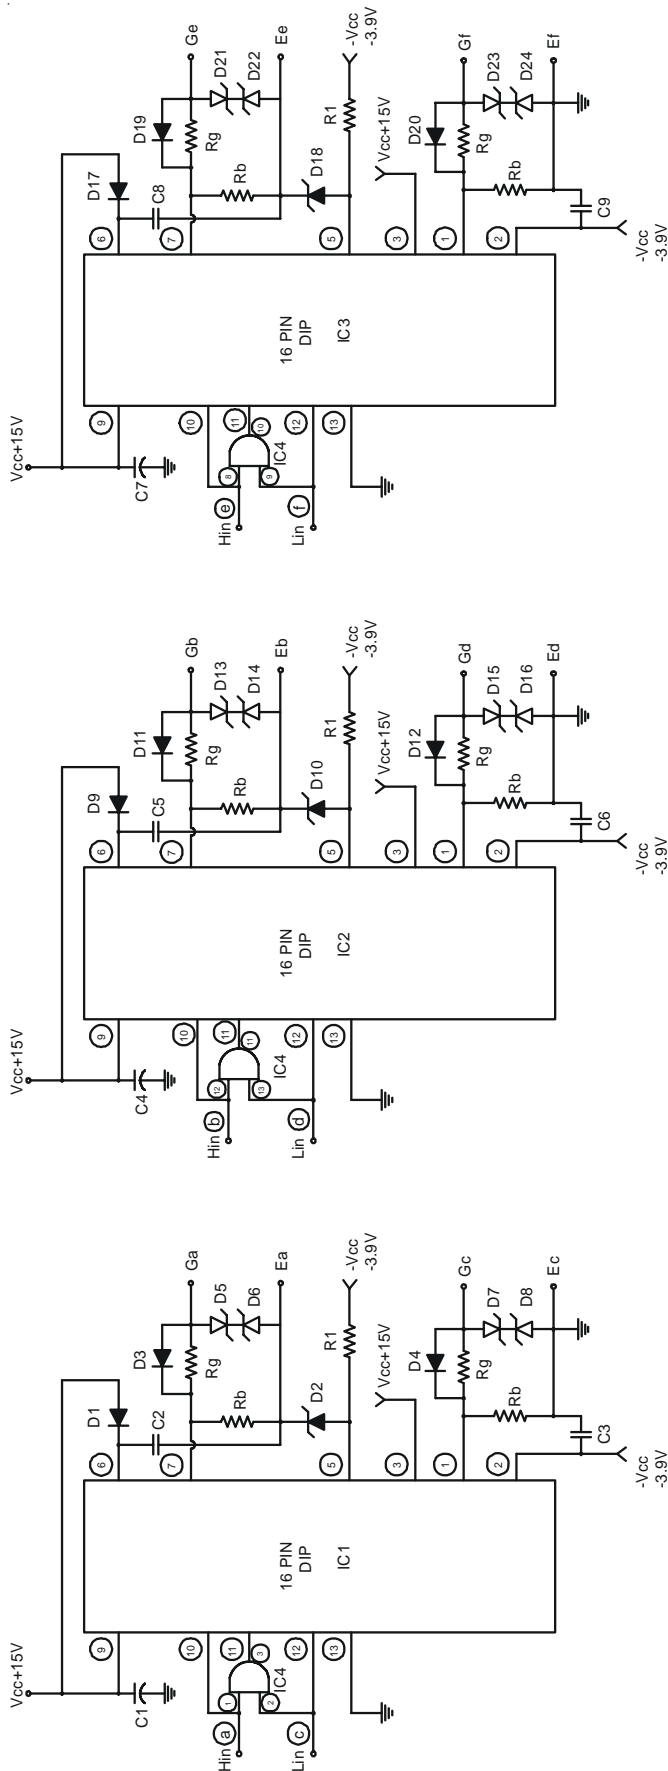 Vcc+15V
C1
9
10
11
12
13
1
2
3
IC4
Hin
a
Lin
c
16 PIN
DIP
IC1
6
7
5
3
1
2
D1
C2
D3
Rg
Rb
D5
D6
Ga
Ea
D2
R1
-Vcc
-3.9V
Vcc+15V
D4
Rg
Rb
D7
D8
Gc
Ec
C3
-Vcc
-3.9V
Vcc+15V
C4
9
10
11
12
13
12
13
11
IC4
Hin
b
Lin
d
16 PIN
DIP
IC2
6
7
5
3
1
2
D9
C5
D11
Rg
Rb
D13
D14
Gb
Eb
D10
R1
-Vcc
-3.9V
Vcc+15V
D12
Rg
Rb
D15
D16
Gd
Ed
C6
-Vcc
-3.9V
Vcc+15V
C7
9
10
11
12
13
8
9
10
IC4
Hin
e
Lin
f
16 PIN
DIP
IC3
6
7
5
3
1
2
D17
C8
D19
Rg
Rb
D21
D22
Ge
Ee
D18
R1
-Vcc
-3.9V
Vcc+15V
D20
Rg
Rb
D23
D24
Gf
Ef
C9
-Vcc
-3.9V